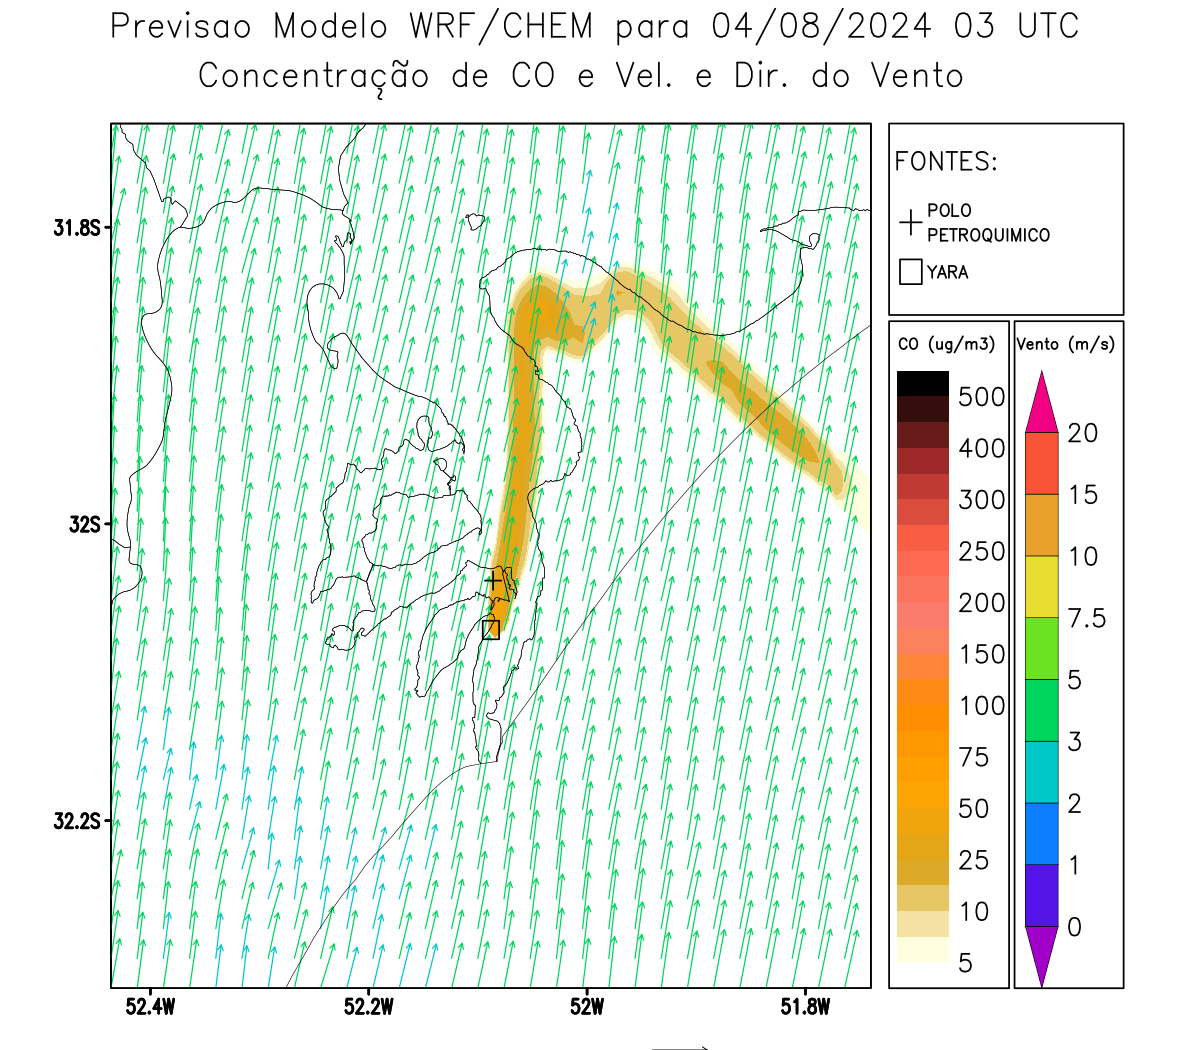 Previsao Modelo WRF/CHEM para 04/08/2024 03 UTC
Concentração de CO e Vel. e Dir. do Vento
FONTES:
POLO
PETROQUIMICO
YARA
CO (ug/m3)
500
400
300
250
200
150
100
75
50
25
10
5
Vento (m/s)
20
15
10
7.5
5
3
2
1
0
31.8S
32S
32.2S
52.4W
52.2W
52W
51.8W